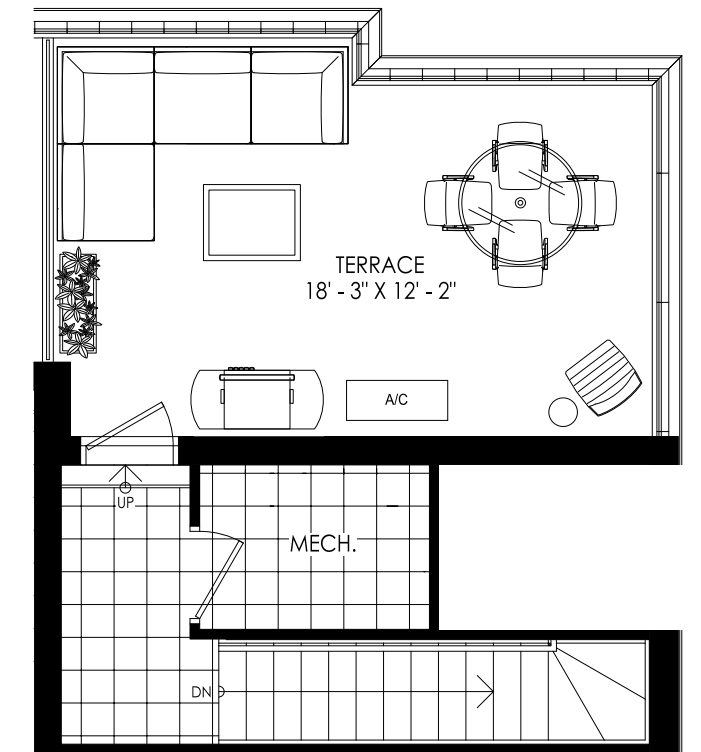 TERRACE
18' - 3" X 12' - 2"
A/C
UP
MECH.
DN